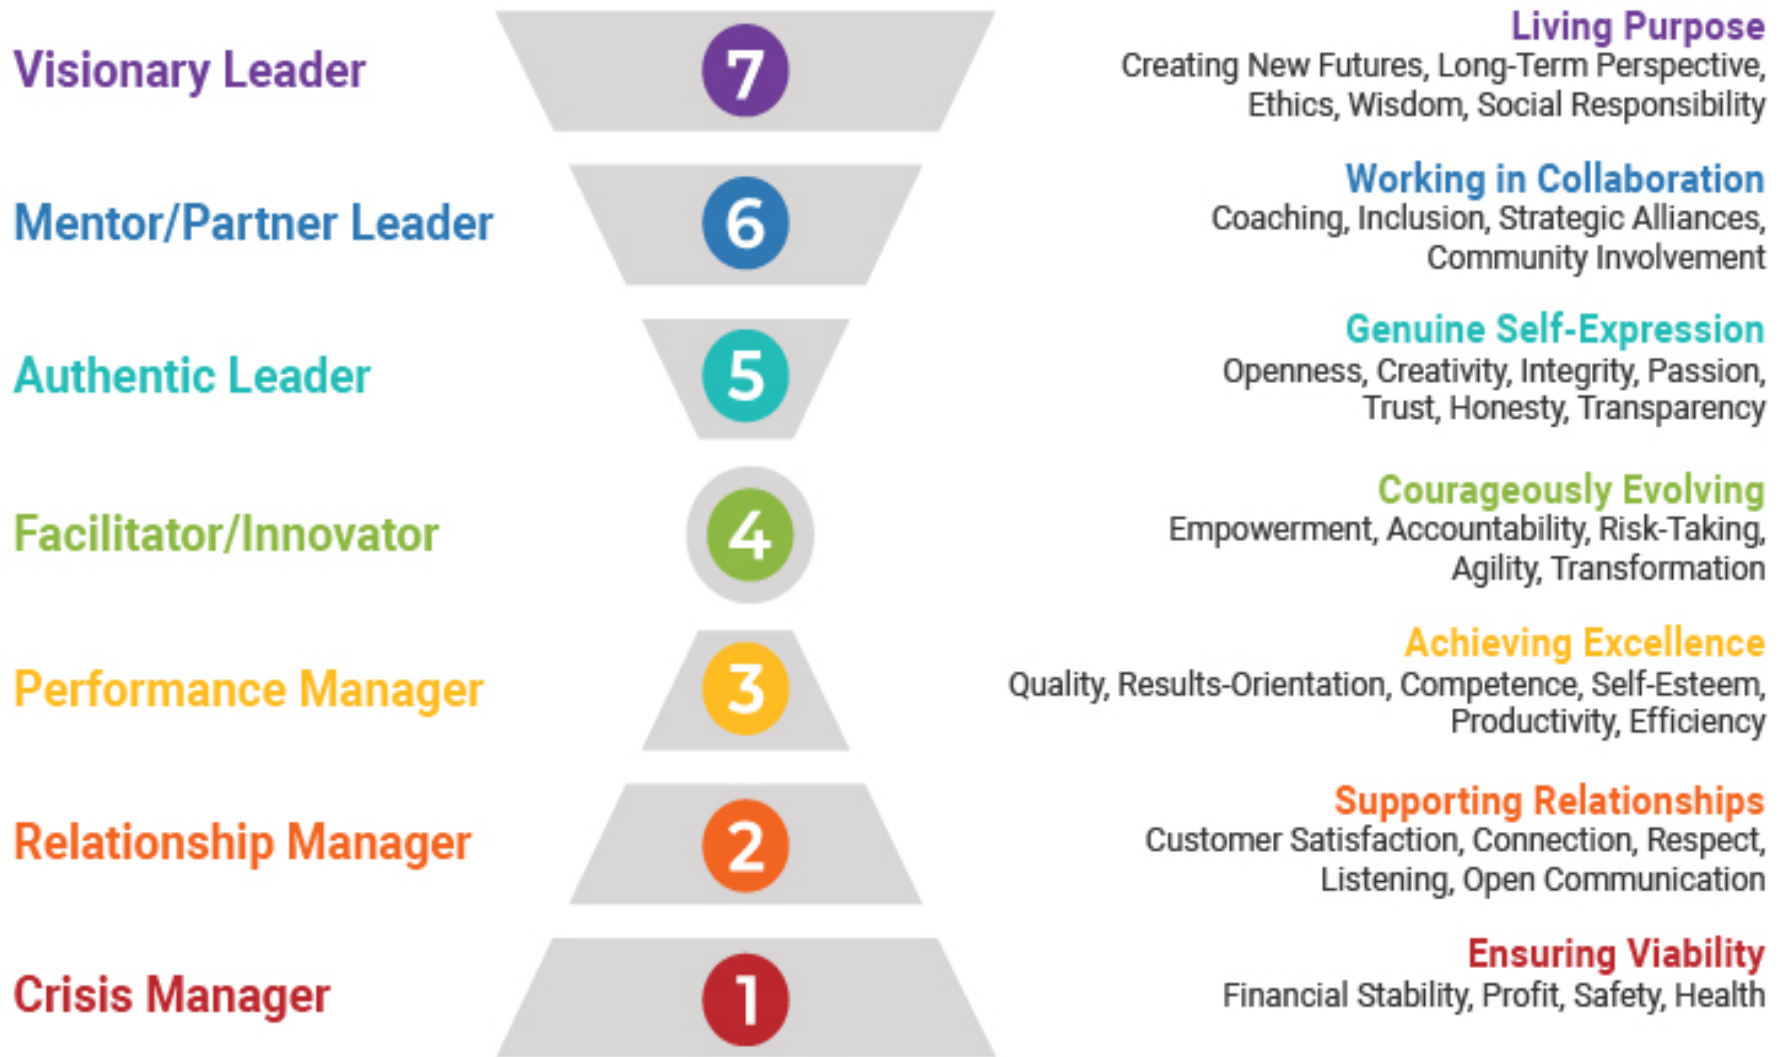 Visionary Leader
7
Living Purpose
Creating New Futures, Long-Term Perspective,
Ethics, Wisdom, Social Responsibility
Mentor/Partner Leader
6
Working in Collaboration
Coaching, Inclusion, Strategic Alliances,
Community Involvement
Authentic Leader
5
Genuine Self-Expression
Openness, Creativity, Integrity, Passion,
Trust, Honesty, Transparency
Facilitator/Innovator
4
Courageously Evolving
Empowerment, Accountability, Risk-Taking,
Agility, Transformation
Performance Manager
3
Achieving Excellence
Quality, Results-Orientation, Competence, Self-Esteem,
Productivity, Efficiency
Relationship Manager
2
Supporting Relationships
Customer Satisfaction, Connection, Respect,
Listening, Open Communication
Crisis Manager
1
Ensuring Viability
Financial Stability, Profit, Safety, Health